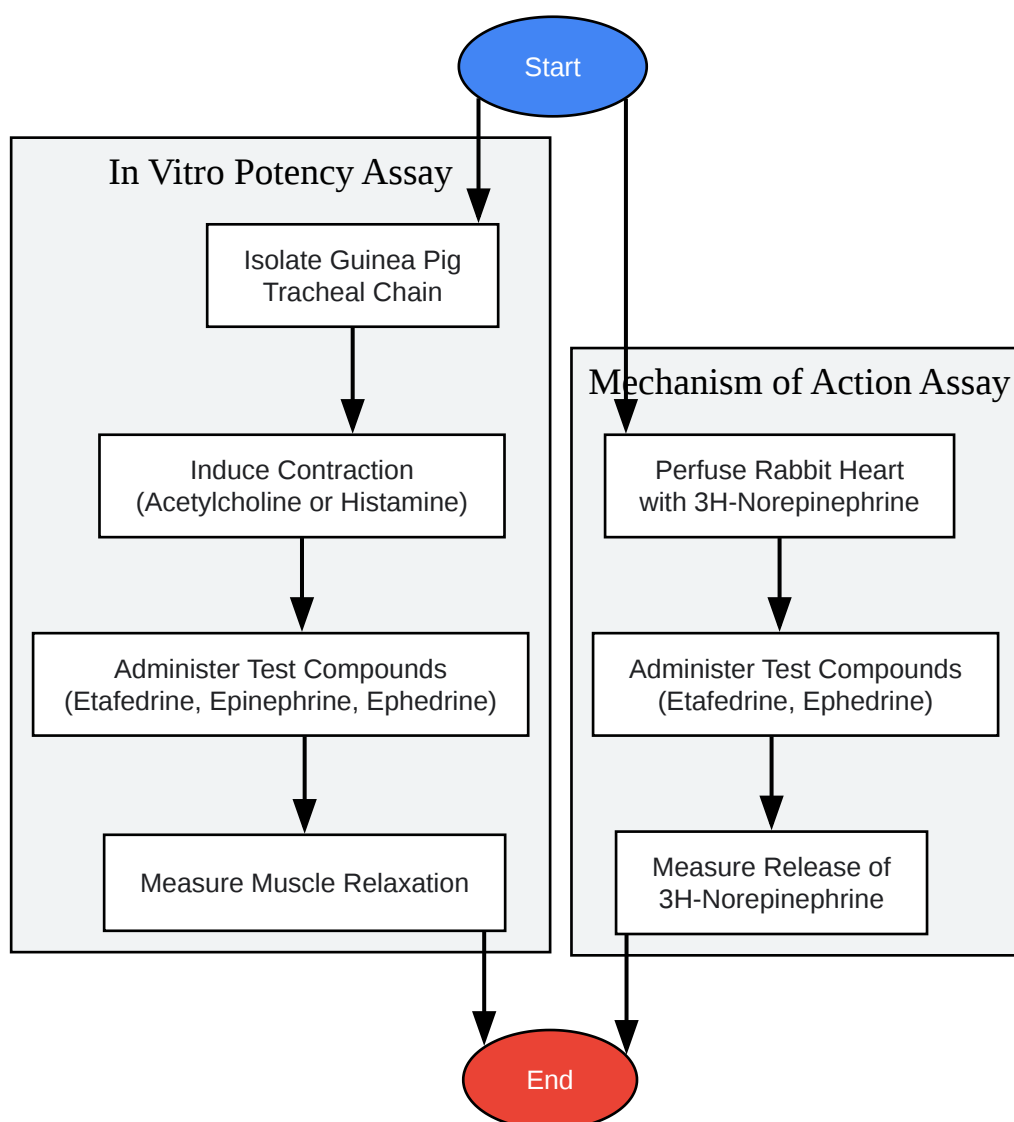 Start
In Vitro Potency Assay
Isolate Guinea Pig
Tracheal Chain
Induce Contraction
(Acetylcholine or Histamine)
Administer Test Compounds
(Etafedrine, Epinephrine, Ephedrine)
Measure Muscle Relaxation
Mechanism of Action Assay
Perfuse Rabbit Heart
with 3H-Norepinephrine
Administer Test Compounds
(Etafedrine, Ephedrine)
Measure Release of
3H-Norepinephrine
End